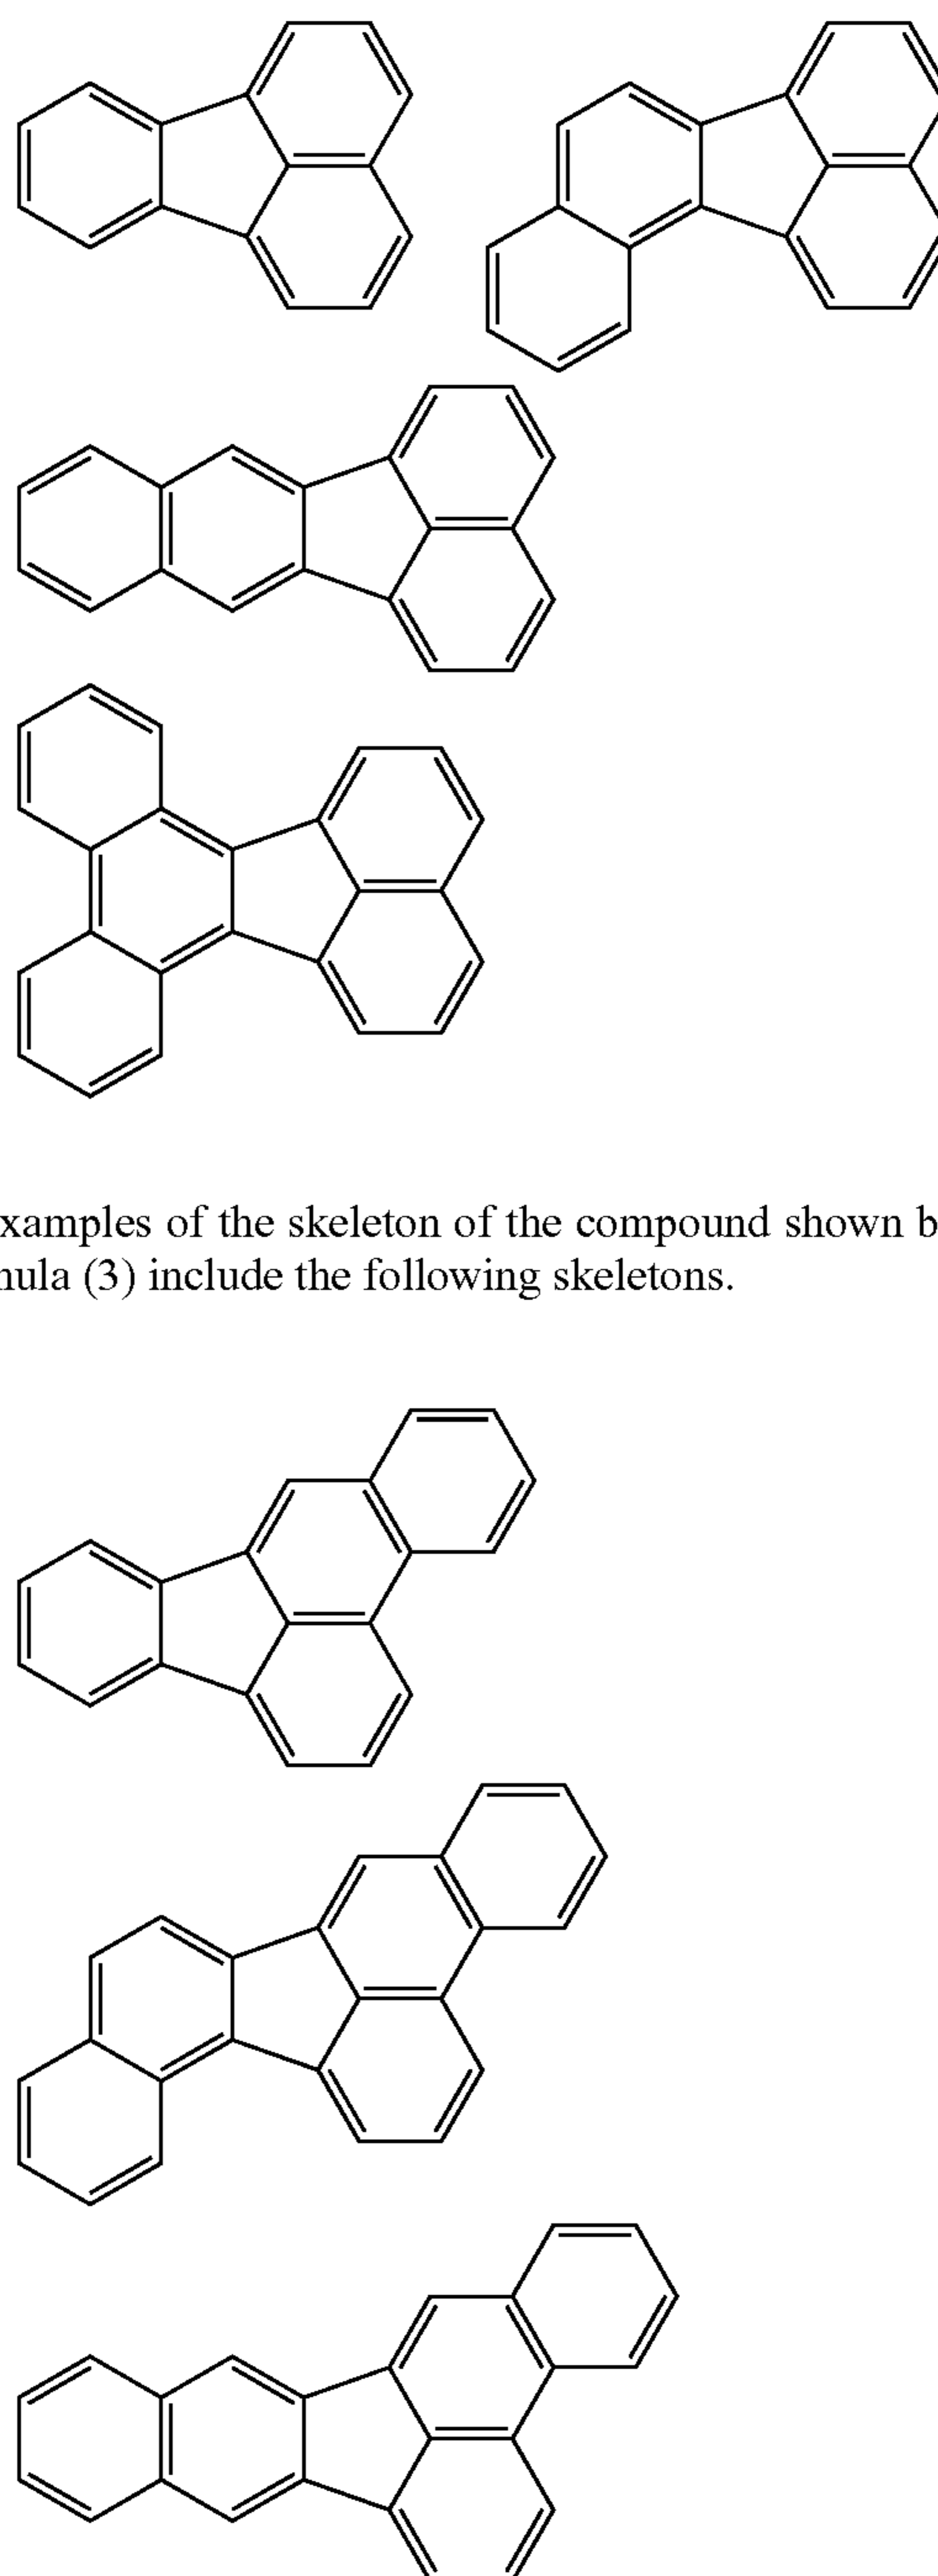 xamples of the skeleton of the compound shown b
nula (3) include the following skeletons.